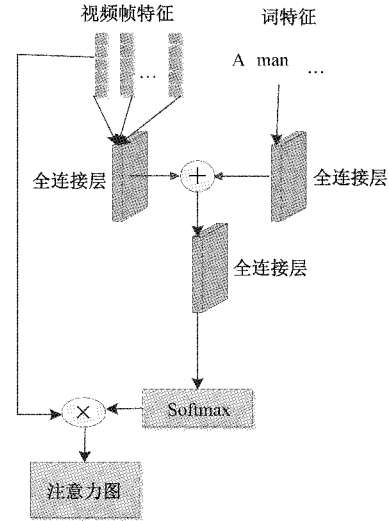 视频帧特征
词特征
A man ...
...
全连接层
+
全连接层
全连接层
Softmax
×
注意力图